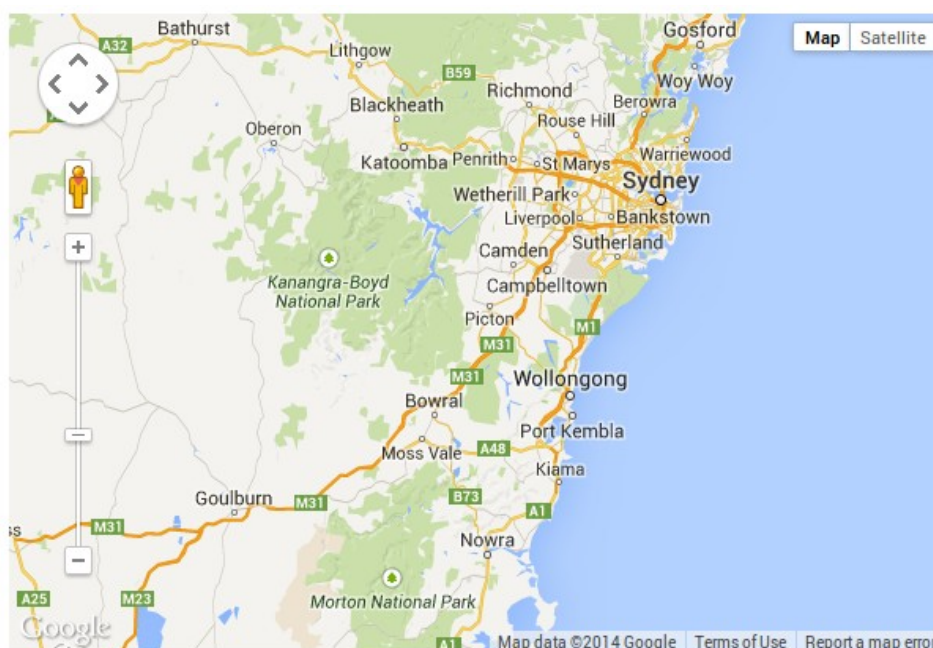 Bathurst
Gosford
Map
Satellite
A32
Lithgow
B59
Woy Woy
Richmond
Blackheath
Berowra
Oberon
Rouse Hill
Katoomba
Penrith
St Marys
Warriewood
Sydney
Wetherill Park
Liverpool
Bankstown
Camden
Sutherland
Kanangra-Boyd
National Park
Campbelltown
Picton
M1
M31
M31
Wollongong
Bowral
Port Kembla
Moss Vale
A48
Kiama
Goulburn
M31
B73
A1
M31
Nowra
A25
M23
Morton National Park
Google
A1
Map data ©2014 Google
Terms of Use
Report a map error